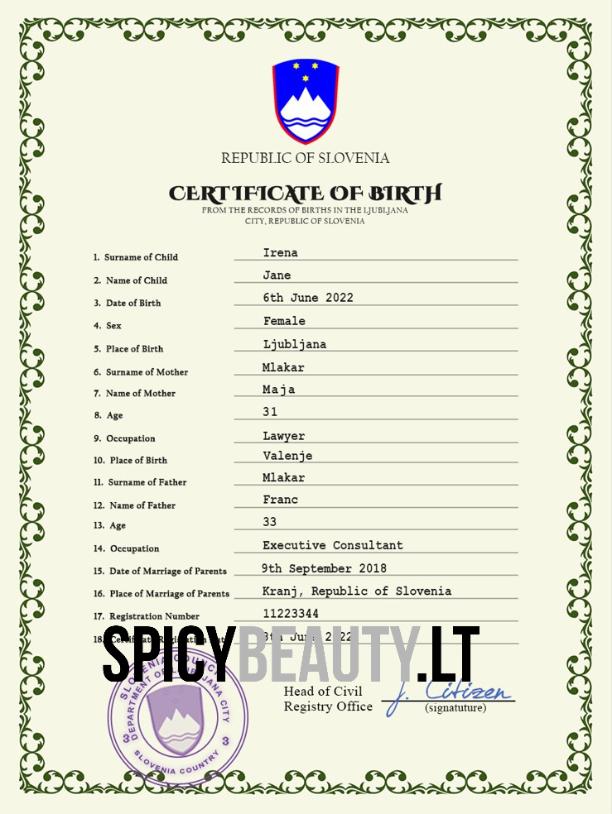 REPUBLIC OF SLOVENIA
CERTIFICATE OF BIRTH
FROM THE RECORDS OF BIRTHS IN THE LJUBLJANA
CITY, REPUBLIC OF SLOVENIA
1. Surname of Child Irena
2. Name of Child Jane
3. Date of Birth 6th June 2022
4. Sex Female
5. Place of Birth Ljubljana
6. Surname of Mother Mlakar
7. Name of Mother Maja
8. Age 31
9. Occupation Lawyer
10. Place of Birth Valenje
11. Surname of Father Mlakar
12. Name of Father Franc
13. Age 33
14. Occupation Executive Consultant
15. Date of Marriage of Parents 9th September 2018
16. Place of Marriage of Parents Kranj, Republic of Slovenia
17. Registration Number 11223344
18. Certificate Registration June 2022
SPICYBEAUTY.LT
SLOVENIA COUNCIL
DEPARTMENT OF LJUBLJANA CITY
SLOVENIA COUNTRY
Head of Civil
Registry Office
J. Citizen
(signatuture)